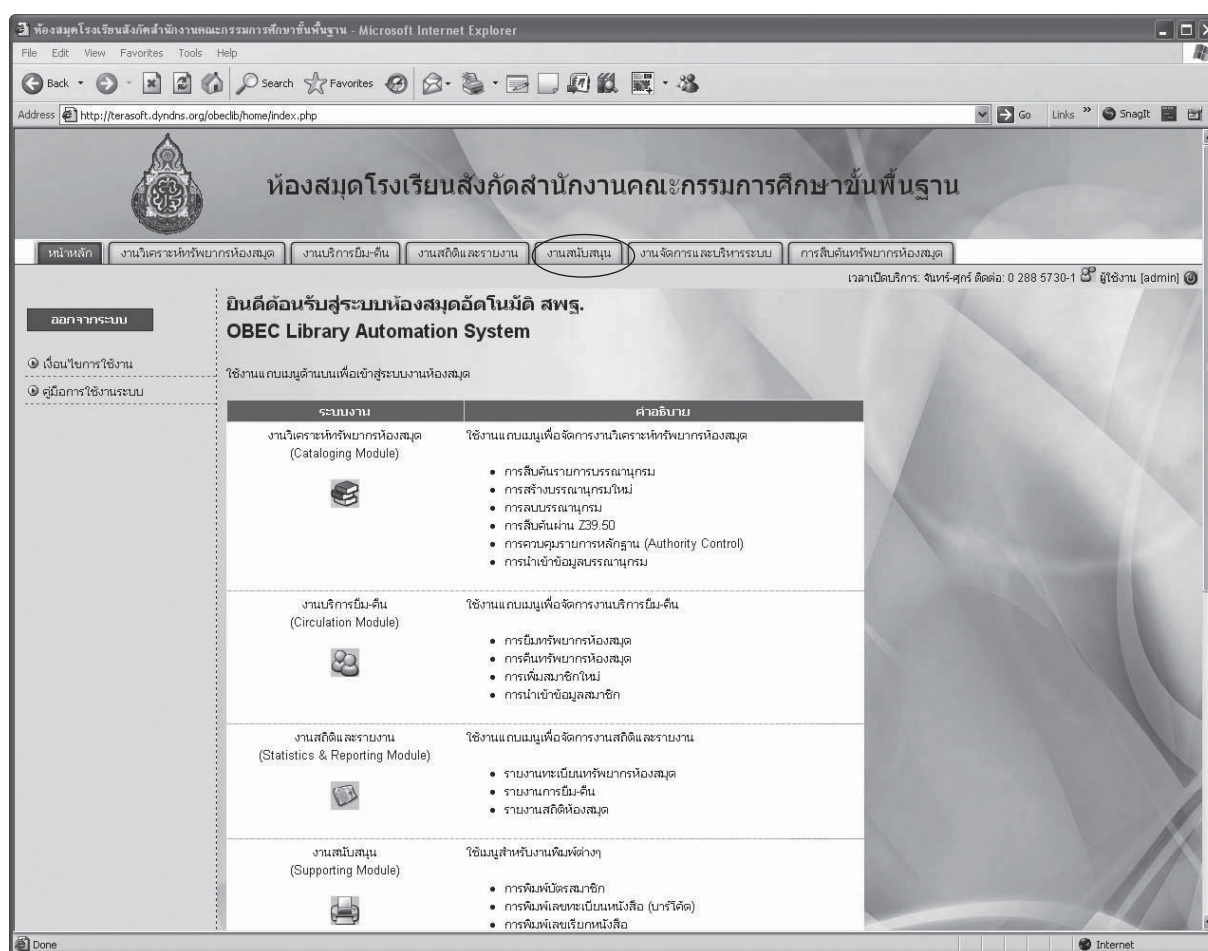 ห้องสมุดโรงเรียนสังกัดสำนักงานคณะกรรมการศึกษาขั้นพื้นฐาน - Microsoft Internet Explorer
File Edit View Favorites Tools Help
Back Search Favorites
Address http://terasoft.dyndns.org/obeclib/home/index.php Go Links » SnagIt
ห้องสมุดโรงเรียนสังกัดสำนักงานคณะกรรมการศึกษาขั้นพื้นฐาน
หน้าหลัก งานวิเคราะห์ทรัพยากรห้องสมุด งานบริการยืม-คืน งานสถิติและรายงาน งานสนับสนุน งานจัดการและบริหารระบบ การสืบค้นทรัพยากรห้องสมุด
เวลาเปิดบริการ: จันทร์-ศุกร์ ติดต่อ: 0 288 5730-1 ผู้ใช้งาน [admin]
ออกจากระบบ
เงื่อนไขการใช้งาน
คู่มือการใช้งานระบบ
ยินดีต้อนรับสู่ระบบห้องสมุดอัตโนมัติ สพฐ.
OBEC Library Automation System
ใช้งานแถบเมนูด้านบนเพื่อเข้าสู่ระบบงานห้องสมุด
ระบบงาน คำอธิบาย
งานวิเคราะห์ทรัพยากรห้องสมุด
(Cataloging Module)
ใช้งานแถบเมนูเพื่อจัดการงานวิเคราะห์ทรัพยากรห้องสมุด
• การสืบค้นรายการบรรณานุกรม
• การสร้างบรรณานุกรมใหม่
• การลบบรรณานุกรม
• การสืบค้นผ่าน Z39.50
• การควบคุมรายการหลักฐาน (Authority Control)
• การนำเข้าข้อมูลบรรณานุกรม
งานบริการยืม-คืน
(Circulation Module)
ใช้งานแถบเมนูเพื่อจัดการงานบริการยืม-คืน
• การยืมทรัพยากรห้องสมุด
• การคืนทรัพยากรห้องสมุด
• การเพิ่มสมาชิกใหม่
• การนำเข้าข้อมูลสมาชิก
งานสถิติและรายงาน
(Statistics & Reporting Module)
ใช้งานแถบเมนูเพื่อจัดการงานสถิติและรายงาน
• รายงานทะเบียนทรัพยากรห้องสมุด
• รายงานการยืม-คืน
• รายงานสถิติห้องสมุด
งานสนับสนุน
(Supporting Module)
ใช้เมนูสำหรับงานพิมพ์ต่างๆ
• การพิมพ์บัตรสมาชิก
• การพิมพ์เลขทะเบียนหนังสือ (บาร์โค้ด)
• การพิมพ์เลขเรียกหนังสือ
Done Internet